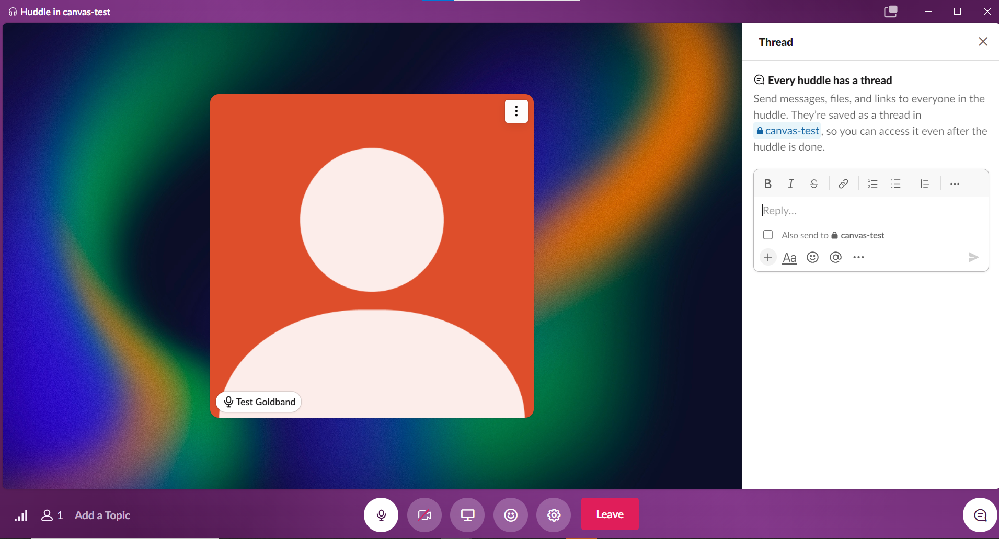 Huddle in canvas-test
Thread
Every huddle has a thread
Send messages, files, and links to everyone in the
huddle. They’re saved as a thread in
canvas-test, so you can access it even after the
huddle is done.
B I S
Reply...
Also send to canvas-test
Aa @
Test Goldband
1 Add a Topic
Leave